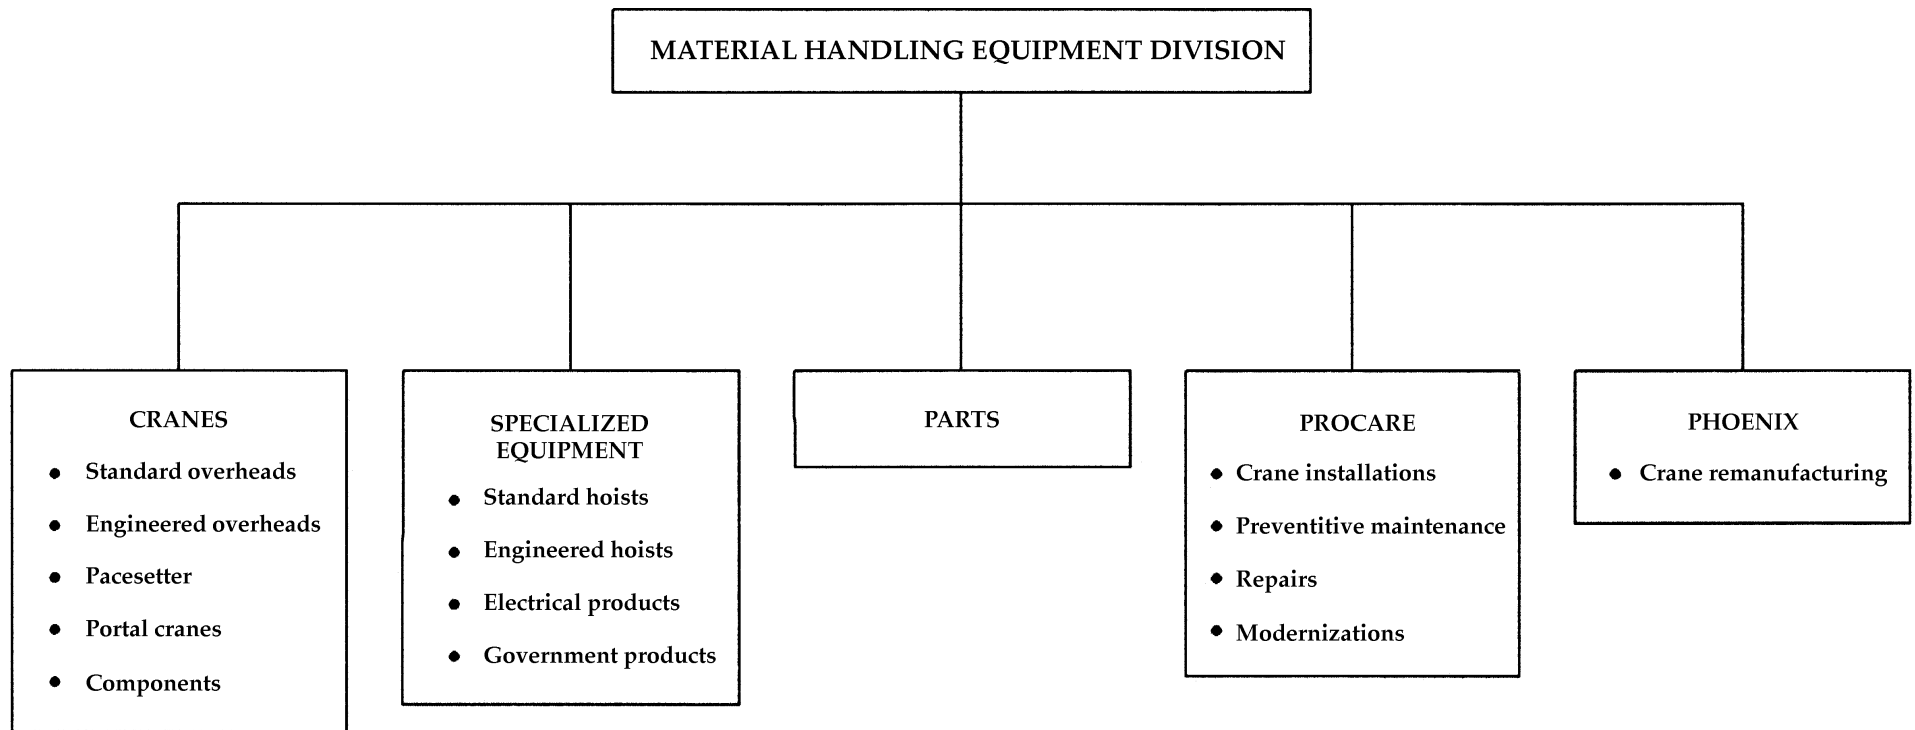 MATERIAL HANDLING EQUIPMENT DIVISION
CRANES
• Standard overheads
• Engineered overheads
• Pacesetter
• Portal cranes
• Components
SPECIALIZED
EQUIPMENT
• Standard hoists
• Engineered hoists
• Electrical products
• Government products
PARTS
PROCARE
• Crane installations
• Preventitive maintenance
• Repairs
• Modernizations
PHOENIX
• Crane remanufacturing